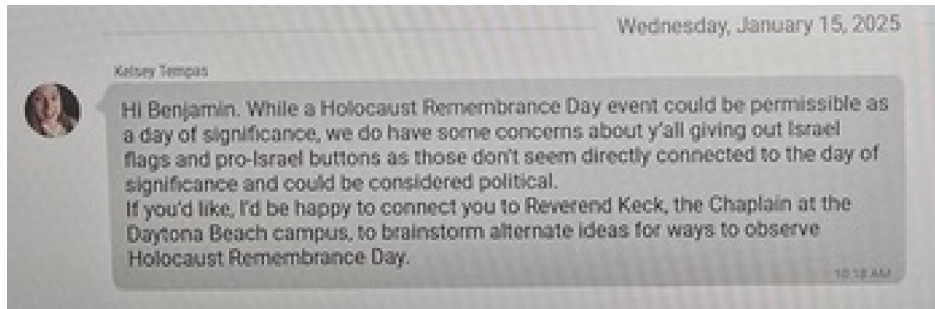 Wednesday, January 15, 2025
Kelsey Tempas
Hi Benjamin. While a Holocaust Remembrance Day event could be permissible as
a day of significance, we do have some concerns about y'all giving out Israel
flags and pro-Israel buttons as those don't seem directly connected to the day of
significance and could be considered political.
If you'd like, I'd be happy to connect you to Reverend Keck, the Chaplain at the
Daytona Beach campus, to brainstorm alternate ideas for ways to observe
Holocaust Remembrance Day.
10:18 AM